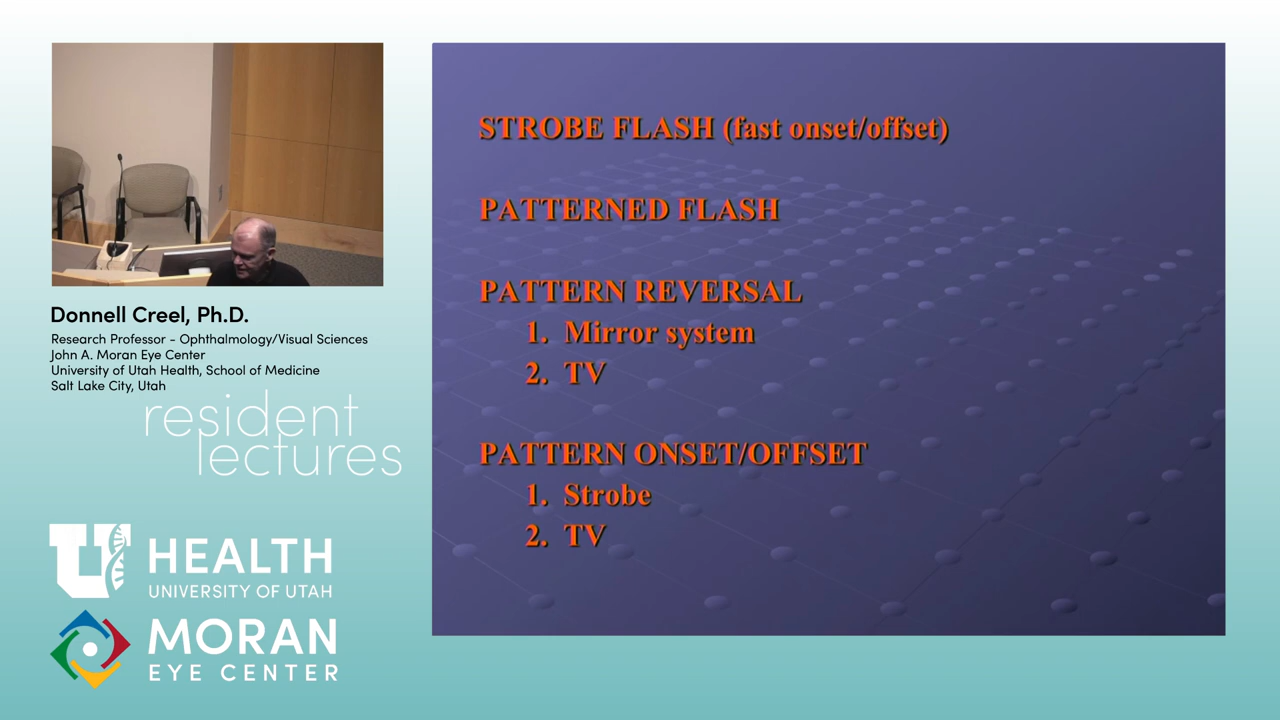 Donnell Creel, Ph.D.
Research Professor - Ophthalmology/Visual Sciences
John A. Moran Eye Center
University of Utah Health, School of Medicine
Salt Lake City, Utah
resident
lectures
U HEALTH
UNIVERSITY OF UTAH
MORAN
EYE CENTER
STROBE FLASH (fast onset/offset)
PATTERNED FLASH
PATTERN REVERSAL
1. Mirror system
2. TV
PATTERN ONSET/OFFSET
1. Strobe
2. TV